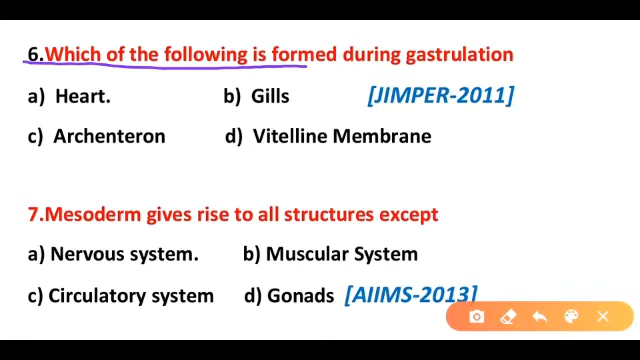 6.Which of the following is formed during gastrulation
a) Heart. b) Gills [JIMPER-2011]
c) Archenteron d) Vitelline Membrane
7.Mesoderm gives rise to all structures except
a) Nervous system. b) Muscular System
c) Circulatory system d) Gonads [AIIMS-2013]